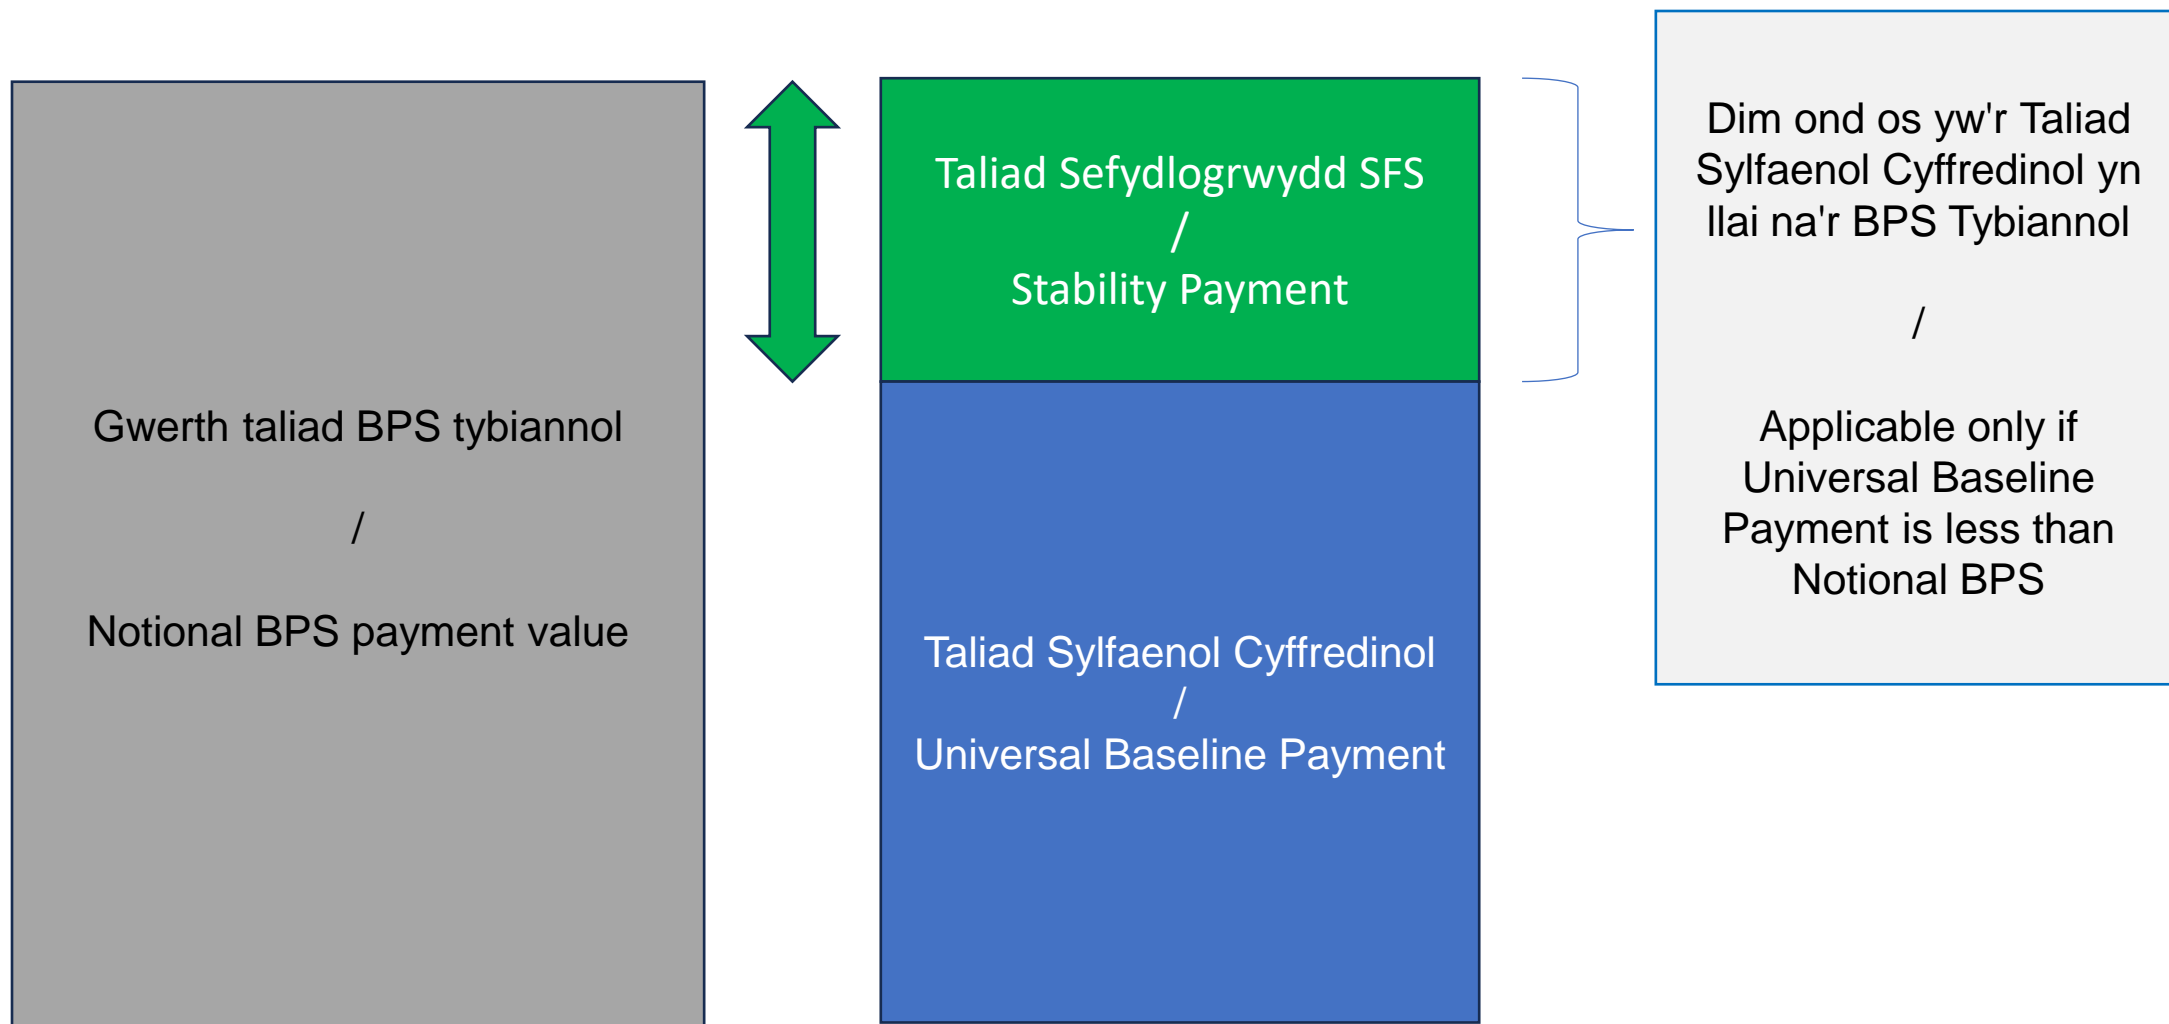 Gwerth taliad BPS tybiannol
/
Notional BPS payment value
Taliad Sefydlogrwydd SFS
/
Stability Payment
Taliad Sylfaenol Cyffredinol
/
Universal Baseline Payment
Dim ond os yw'r Taliad
Sylfaenol Cyffredinol yn
llai na'r BPS Tybiannol
/
Applicable only if
Universal Baseline
Payment is less than
Notional BPS